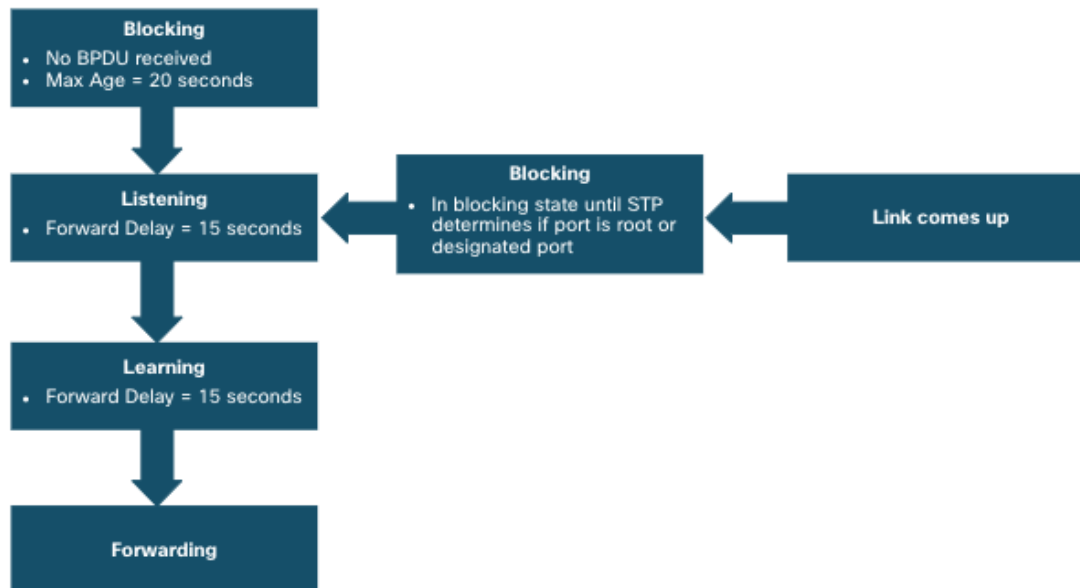 Blocking
• No BPDU received
• Max Age = 20 seconds
Listening
• Forward Delay = 15 seconds
Blocking
• In blocking state until STP
determines if port is root or
designated port
Link comes up
Learning
• Forward Delay = 15 seconds
Forwarding